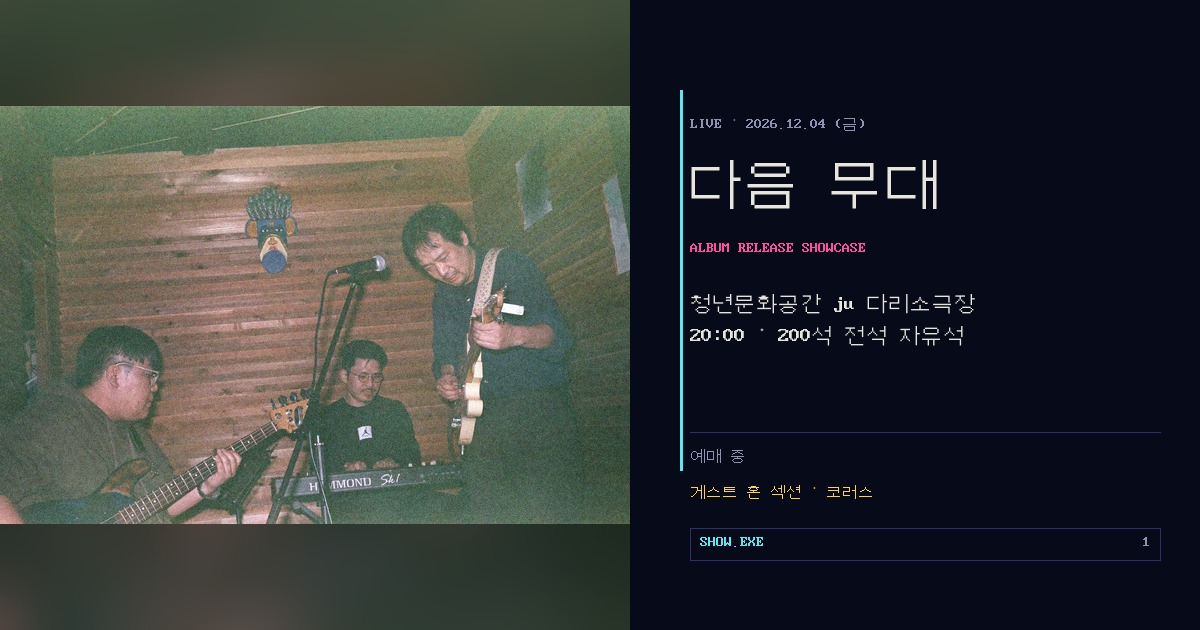 LIVE · 2026.12.04 (금)
다음 무대
ALBUM RELEASE SHOWCASE
청년문화공간 ju 다리소극장
20:00 · 200석 전석 자유석
예매 중
게스트 혼 섹션 · 코러스
SHOW.EXE 1
HAMMOND SK1